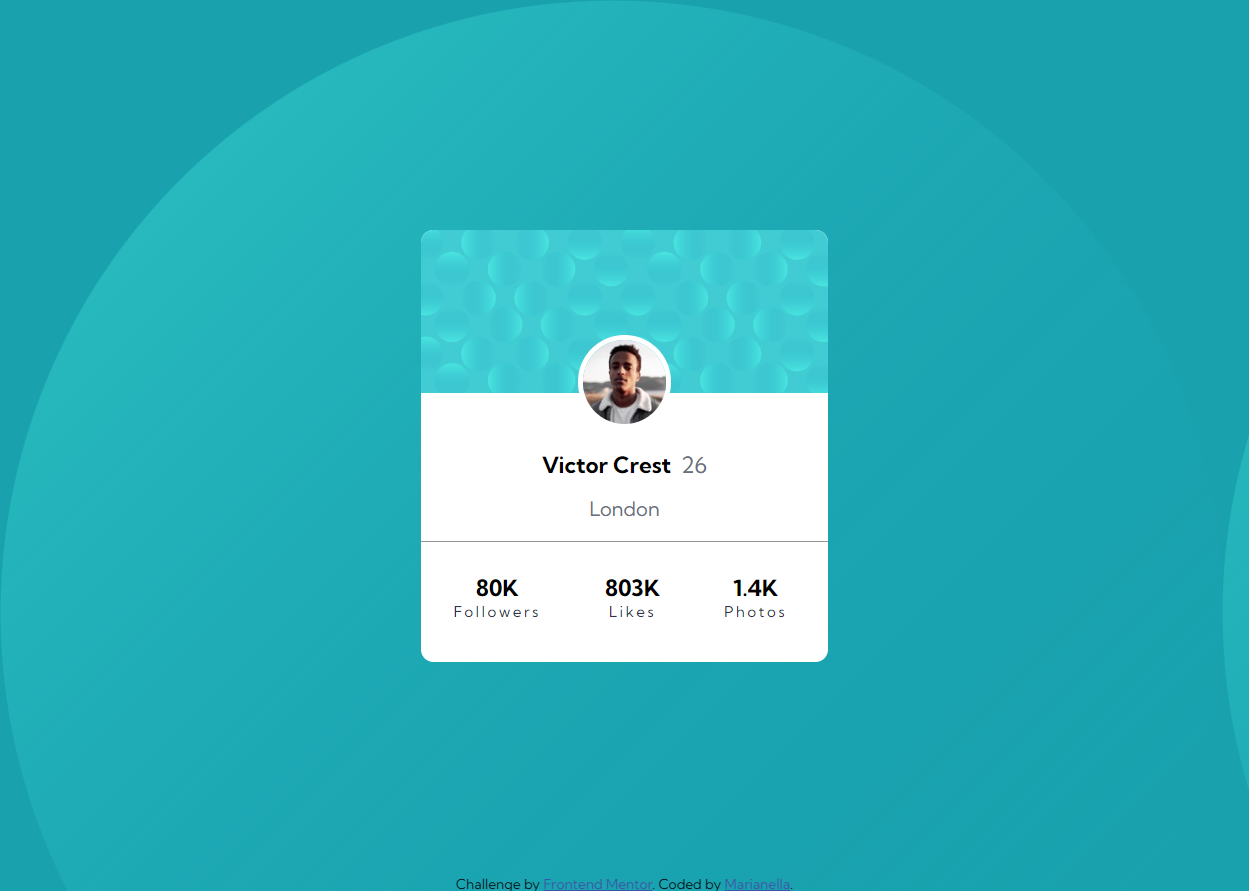 Victor Crest 26
London
80K 803K 1.4K
Followers Likes Photos
Challenge by Frontend Mentor. Coded by Marianella.